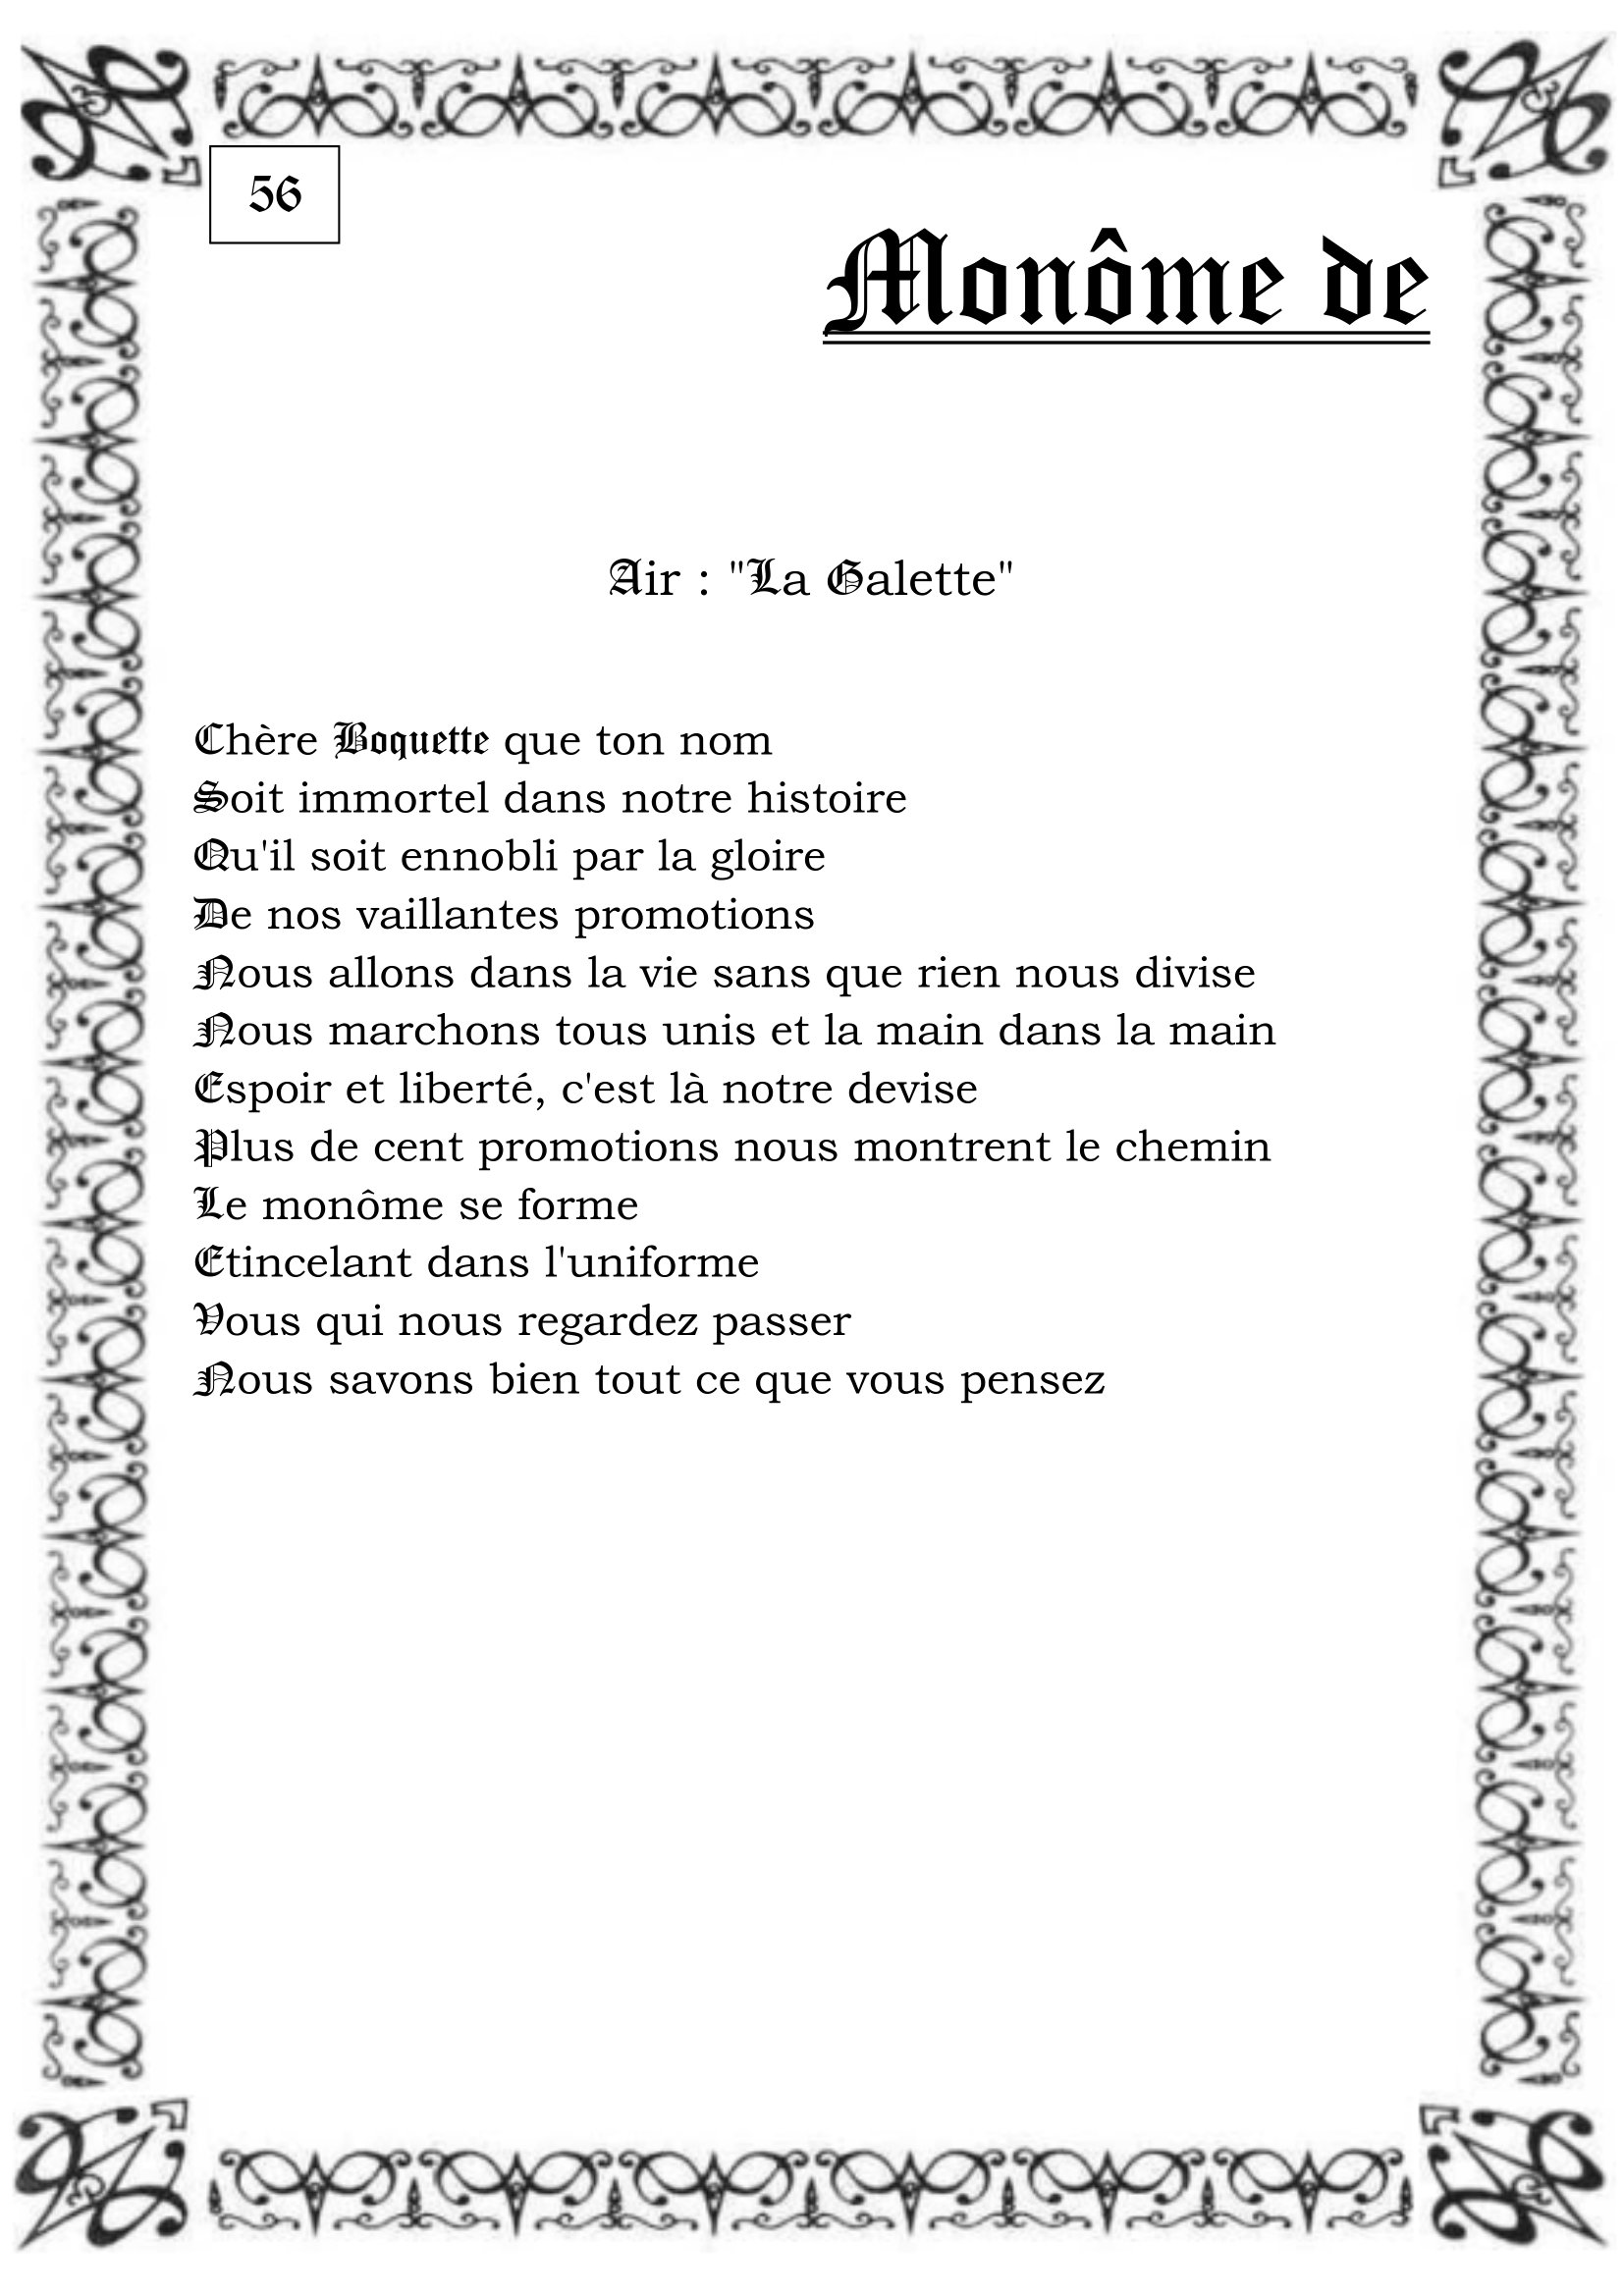 56
Monôme de
Air : "La Galette"
Chère Boquette que ton nom
Soit immortel dans notre histoire
Qu'il soit ennobli par la gloire
De nos vaillantes promotions
Nous allons dans la vie sans que rien nous divise
Nous marchons tous unis et la main dans la main
Espoir et liberté, c'est là notre devise
Plus de cent promotions nous montrent le chemin
Le monôme se forme
Etincelant dans l'uniforme
Vous qui nous regardez passer
Nous savons bien tout ce que vous pensez